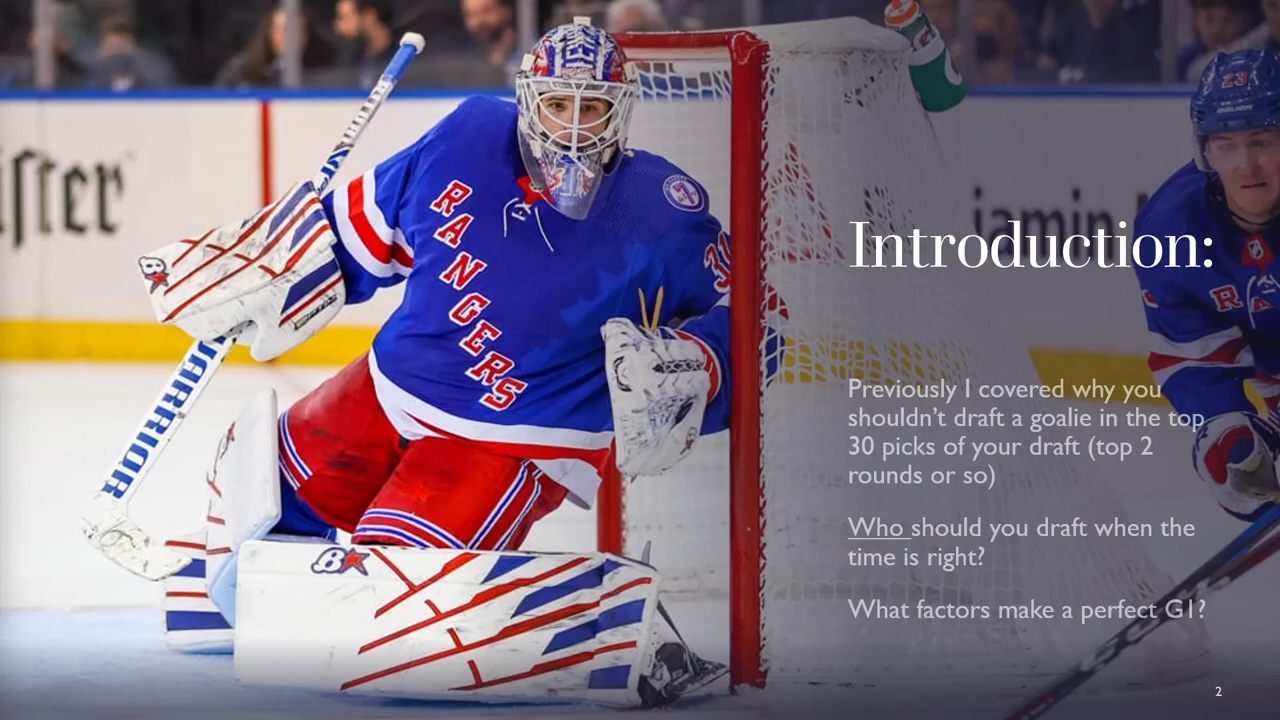 Introduction:
Previously I covered why you
shouldn't draft a goalie in the top
30 picks of your draft (top 2
rounds or so)
Who should you draft when the
time is right?
What factors make a perfect G1?
2
RANGERS
WARRIOR
23